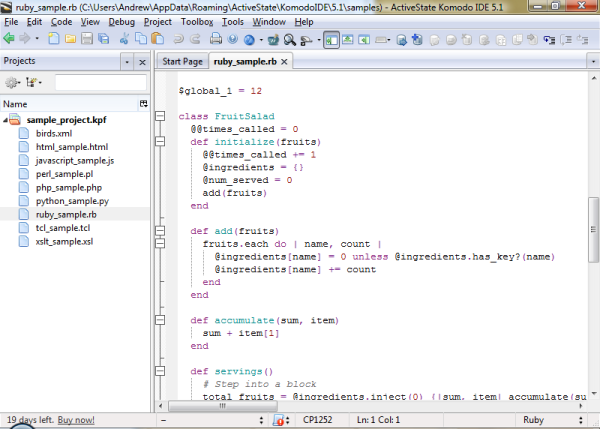 ruby_sample.rb (C:\Users\Andrew\AppData\Roaming\ActiveState\KomodoIDE\5.1\samples) - ActiveState Komodo IDE 5.1
File Edit Code View Debug Project Toolbox Tools Window Help
Projects
Start Page ruby_sample.rb
Name
sample_project.kpf
birds.xml
html_sample.html
javascript_sample.js
perl_sample.pl
php_sample.php
python_sample.py
ruby_sample.rb
tcl_sample.tcl
xslt_sample.xsl
$global_1 = 12
class FruitSalad
@@times_called = 0
def initialize(fruits)
@@times_called += 1
@ingredients = {}
@num_served = 0
add(fruits)
end
def add(fruits)
fruits.each do | name, count |
@ingredients[name] = 0 unless @ingredients.has_key?(name)
@ingredients[name] += count
end
end
def accumulate(sum, item)
sum + item[1]
end
def servings()
# Step into a block
total_fruits = @ingredients.inject(0) {|sum, item| accumulate(su
19 days left. Buy now! CP1252 Ln: 1 Col: 1 Ruby